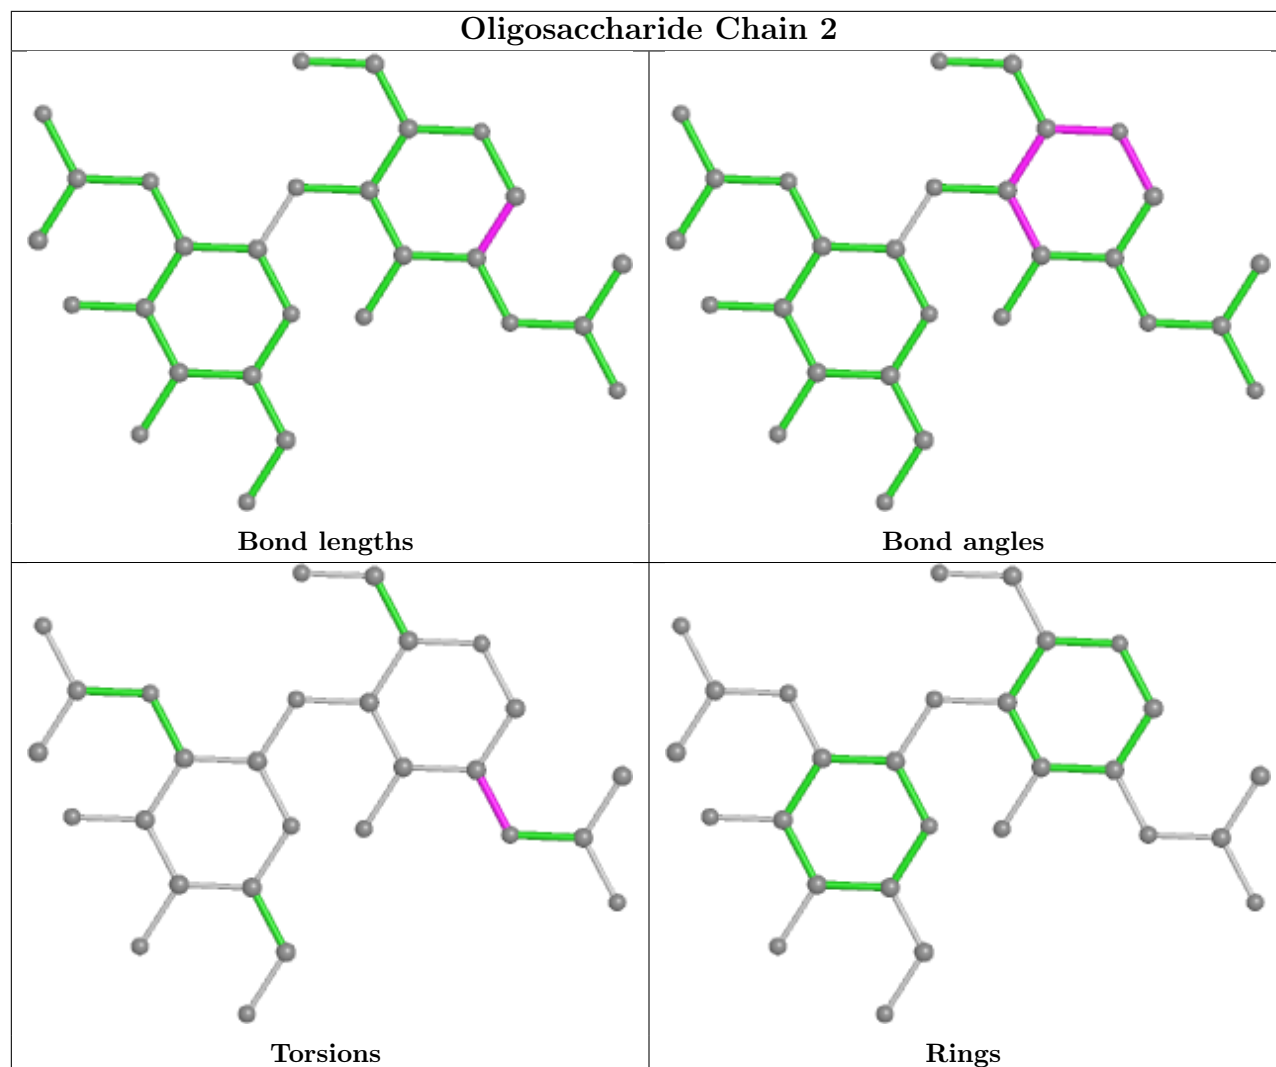 Oligosaccharide Chain 2
Bond lengths
Bond angles
Torsions
Rings